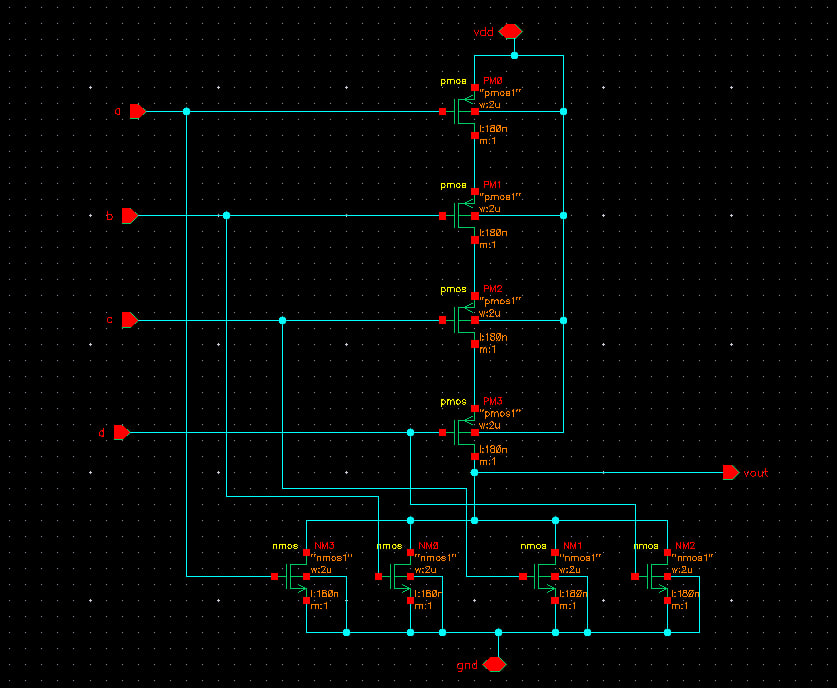 vdd
pmos PM0
"pmos1"
w:2u
l:180n
m:1
a
pmos PM1
"pmos1"
w:2u
l:180n
m:1
b
pmos PM2
"pmos1"
w:2u
l:180n
m:1
c
pmos PM3
"pmos1"
w:2u
l:180n
m:1
d
vout
nmos NM3 nmos NM0 nmos NM1 nmos NM2
"nmos1" "nmos1" "nmos1" "nmos1"
w:2u w:2u w:2u w:2u
l:180n l:180n l:180n l:180n
m:1 m:1 m:1 m:1
gnd